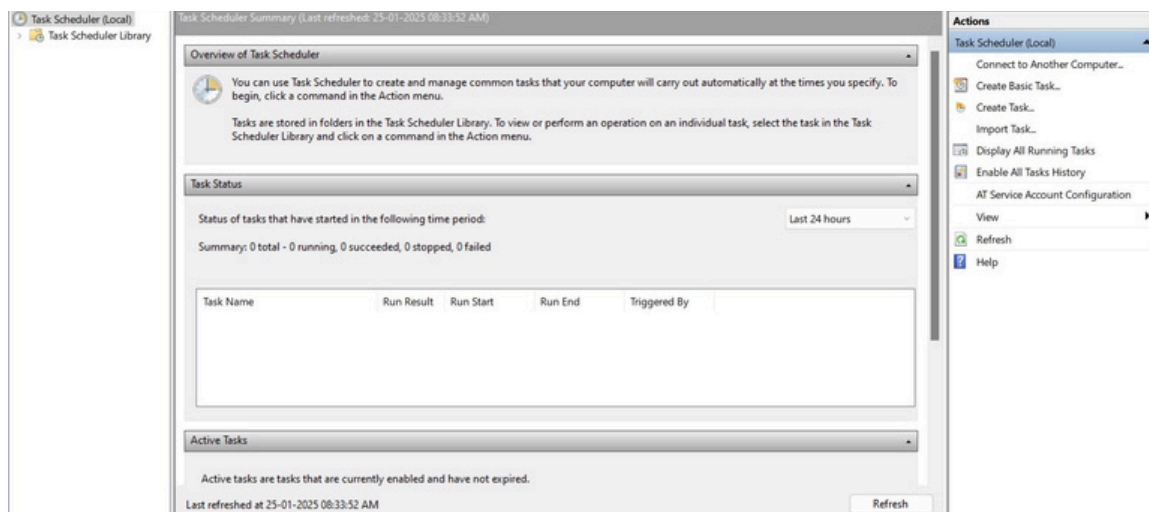 Task Scheduler (Local)
Task Scheduler Library
Task Scheduler Summary (Last refreshed: 25-01-2025 08:33:52 AM)
Overview of Task Scheduler
You can use Task Scheduler to create and manage common tasks that your computer will carry out automatically at the times you specify. To
begin, click a command in the Action menu.
Tasks are stored in folders in the Task Scheduler Library. To view or perform an operation on an individual task, select the task in the Task
Scheduler Library and click on a command in the Action menu.
Task Status
Status of tasks that have started in the following time period:
Last 24 hours
Summary: 0 total - 0 running, 0 succeeded, 0 stopped, 0 failed
Task Name Run Result Run Start Run End Triggered By
Active Tasks
Active tasks are tasks that are currently enabled and have not expired.
Last refreshed at 25-01-2025 08:33:52 AM
Refresh
Actions
Task Scheduler (Local)
Connect to Another Computer...
Create Basic Task...
Create Task...
Import Task...
Display All Running Tasks
Enable All Tasks History
AT Service Account Configuration
View
Refresh
Help